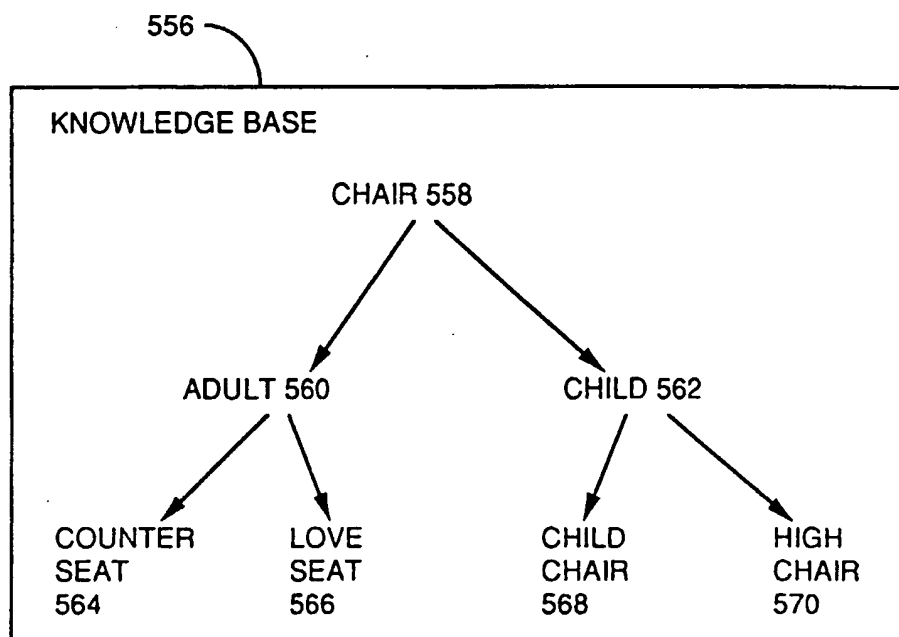 556
KNOWLEDGE BASE
CHAIR 558
ADULT 560
CHILD 562
COUNTER
SEAT
564
LOVE
SEAT
566
CHILD
CHAIR
568
HIGH
CHAIR
570